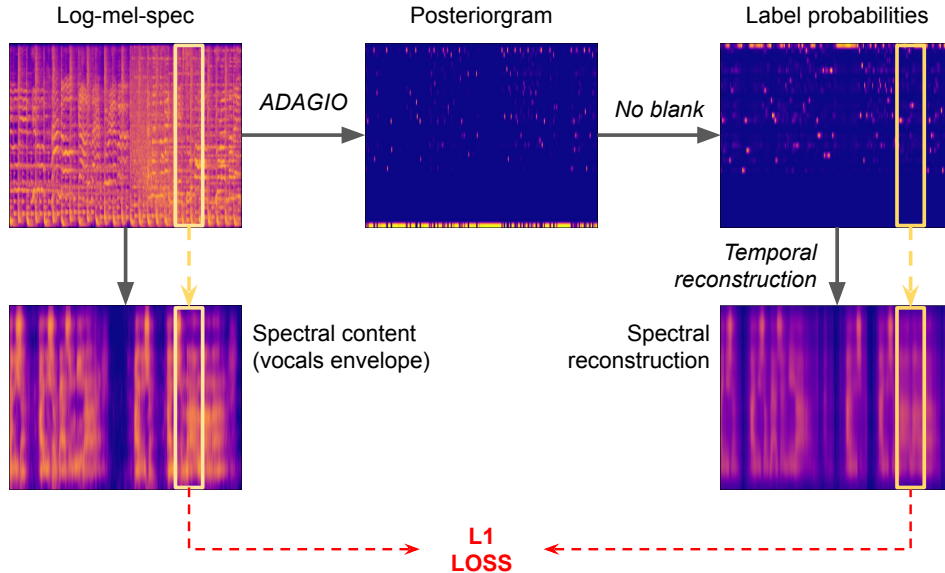 Log-mel-spec
Posteriorgram
Label probabilities
ADAGIO
No blank
Temporal
reconstruction
Spectral content
(vocals envelope)
Spectral
reconstruction
L1
LOSS